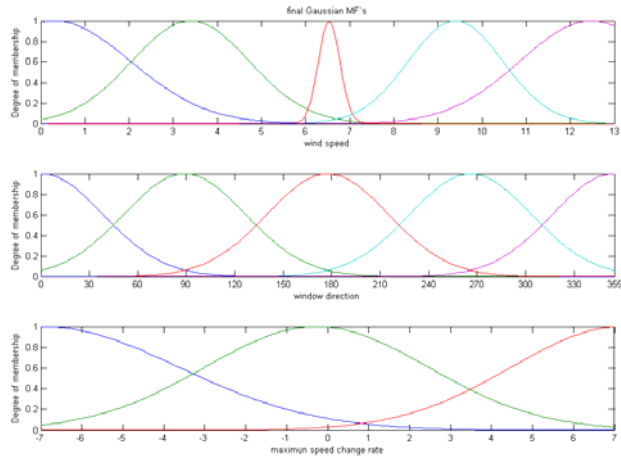 final Gaussian MF's
Degree of membership
1
0.8
0.6
0.4
0.2
0
0 1 2 3 4 5 6 7 8 9 10 11 12 13
wind speed
Degree of membership
1
0.8
0.6
0.4
0.2
0
0 30 60 90 120 150 180 210 240 270 300 330 355
window direction
Degree of membership
1
0.8
0.6
0.4
0.2
0
-7 -6 -5 -4 -3 -2 -1 0 1 2 3 4 5 6 7
maximun speed change rate